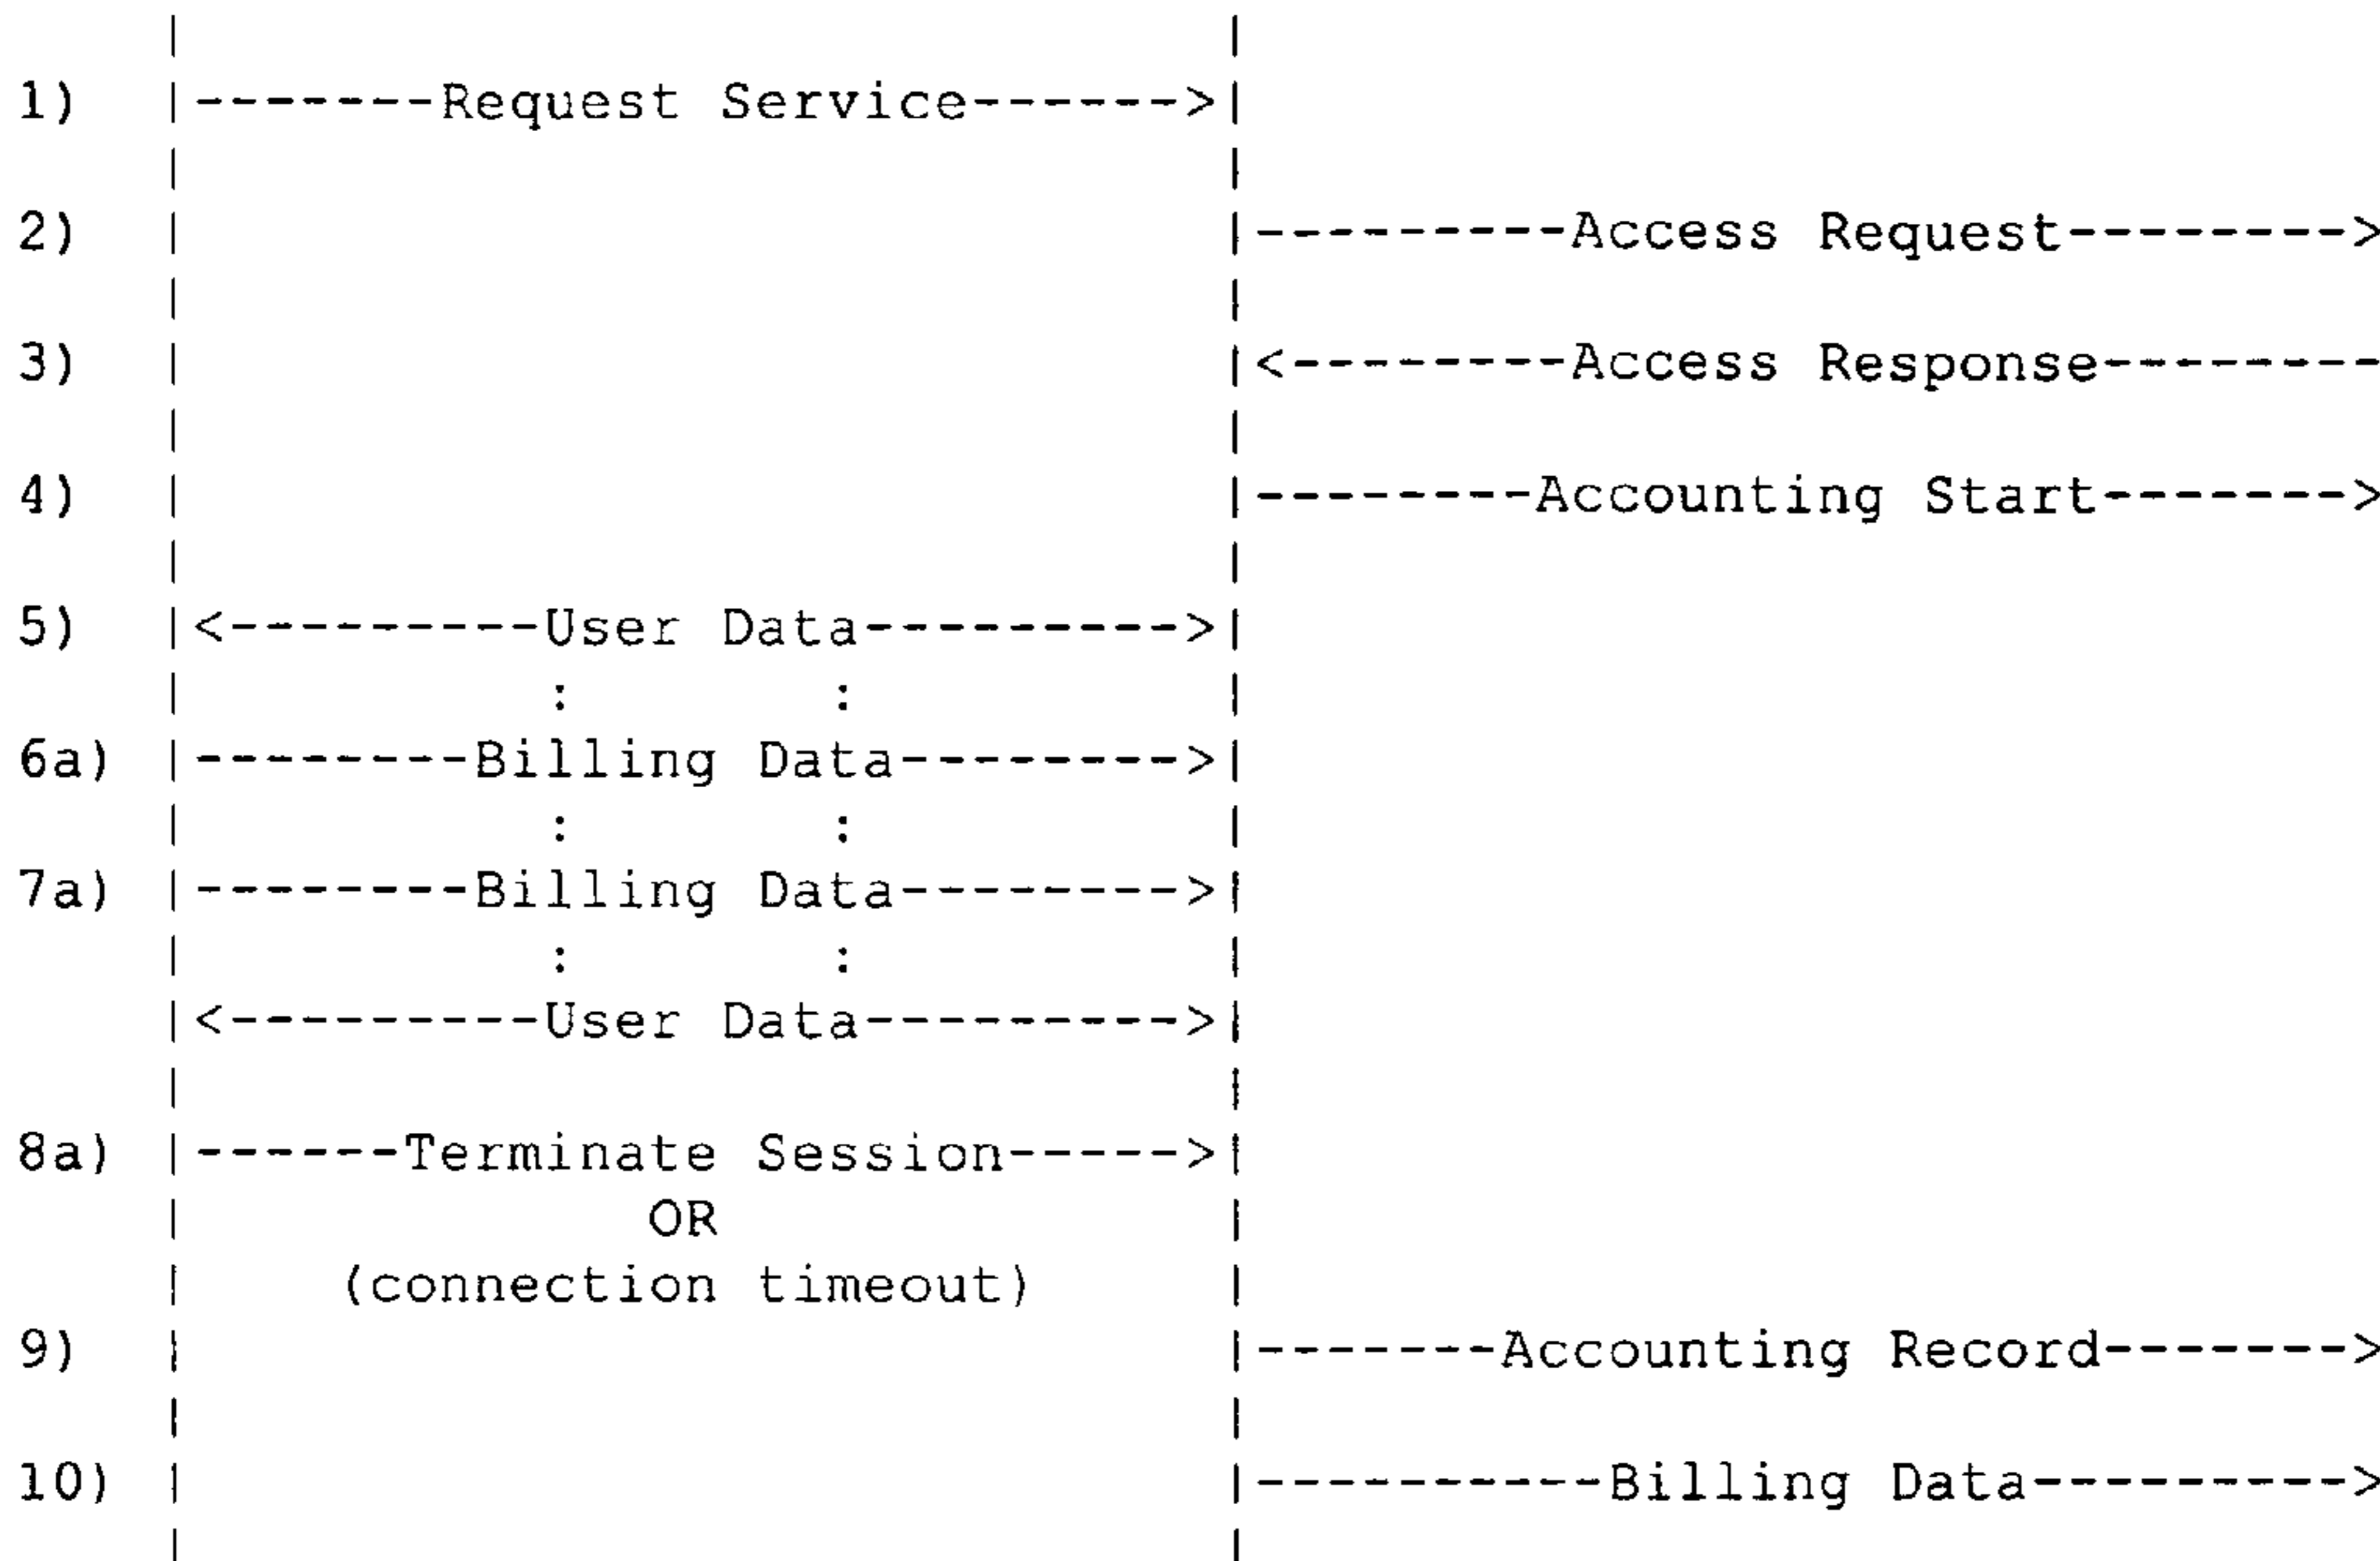 1) |-------Request Service------>|
2) | |---------Access Request-------->
3) | |<--------Access Response--------
4) | |--------Accounting Start------->
5) |<---------User Data--------->|
: :
6a) |--------Billing Data-------->|
: :
7a) |--------Billing Data-------->|
: :
|<---------User Data--------->|
8a) |------Terminate Session----->|
OR
(connection timeout)
9) | |-------Accounting Record------->
10) | |----------Billing Data--------->